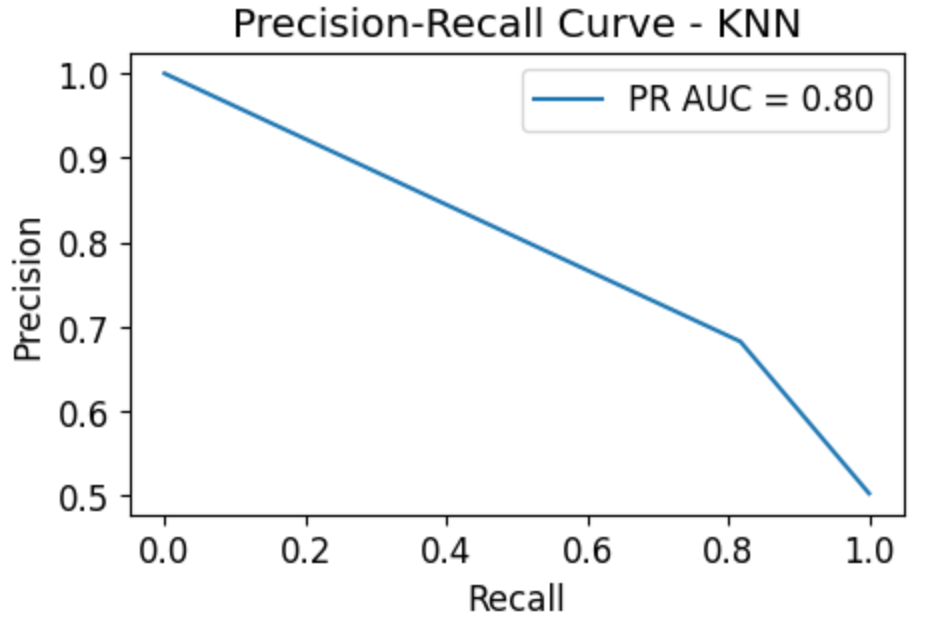 Precision-Recall Curve - KNN
PR AUC = 0.80
Precision
1.0
0.9
0.8
0.7
0.6
0.5
0.0 0.2 0.4 0.6 0.8 1.0
Recall